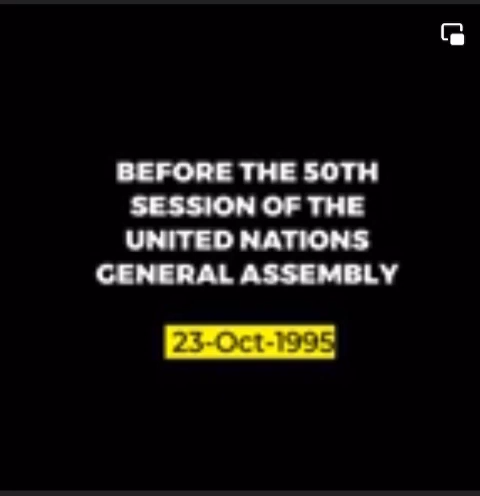 BEFORE THE 50TH
SESSION OF THE
UNITED NATIONS
GENERAL ASSEMBLY
23-Oct-1995